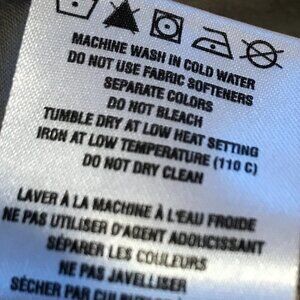 MACHINE WASH IN COLD WATER
DO NOT USE FABRIC SOFTENERS
SEPARATE COLORS
DO NOT BLEACH
TUMBLE DRY AT LOW HEAT SETTING
IRON AT LOW TEMPERATURE (110 C)
DO NOT DRY CLEAN
LAVER À LA MACHINE À L'EAU FROIDE
NE PAS UTILISER D'AGENT ADOUCISSANT
SÉPARER LES COULEURS
NE PAS JAVELLISER
SÉCHER PAR